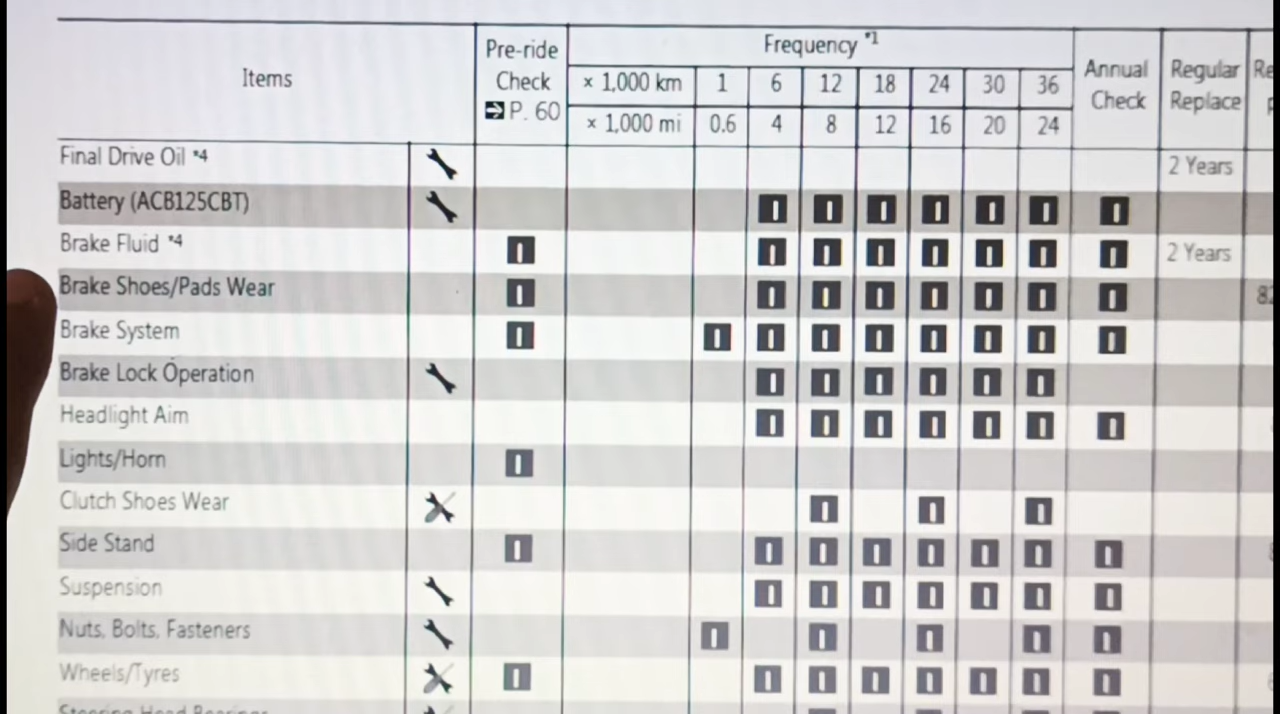 Items Pre-ride Check P. 60 Frequency *1 Annual Check Regular Replace
× 1,000 km 1 6 12 18 24 30 36
× 1,000 mi 0.6 4 8 12 16 20 24
Final Drive Oil *4 2 Years
Battery (ACB125CBT) I I I I I I I
Brake Fluid *4 I I I I I I I I 2 Years
Brake Shoes/Pads Wear I I I I I I I I
Brake System I I I I I I I I I
Brake Lock Operation I I I I I I
Headlight Aim I I I I I I I
Lights/Horn I
Clutch Shoes Wear I I I
Side Stand I I I I I I I I
Suspension I I I I I I I
Nuts, Bolts, Fasteners I I I I I
Wheels/Tyres I I I I I I I I